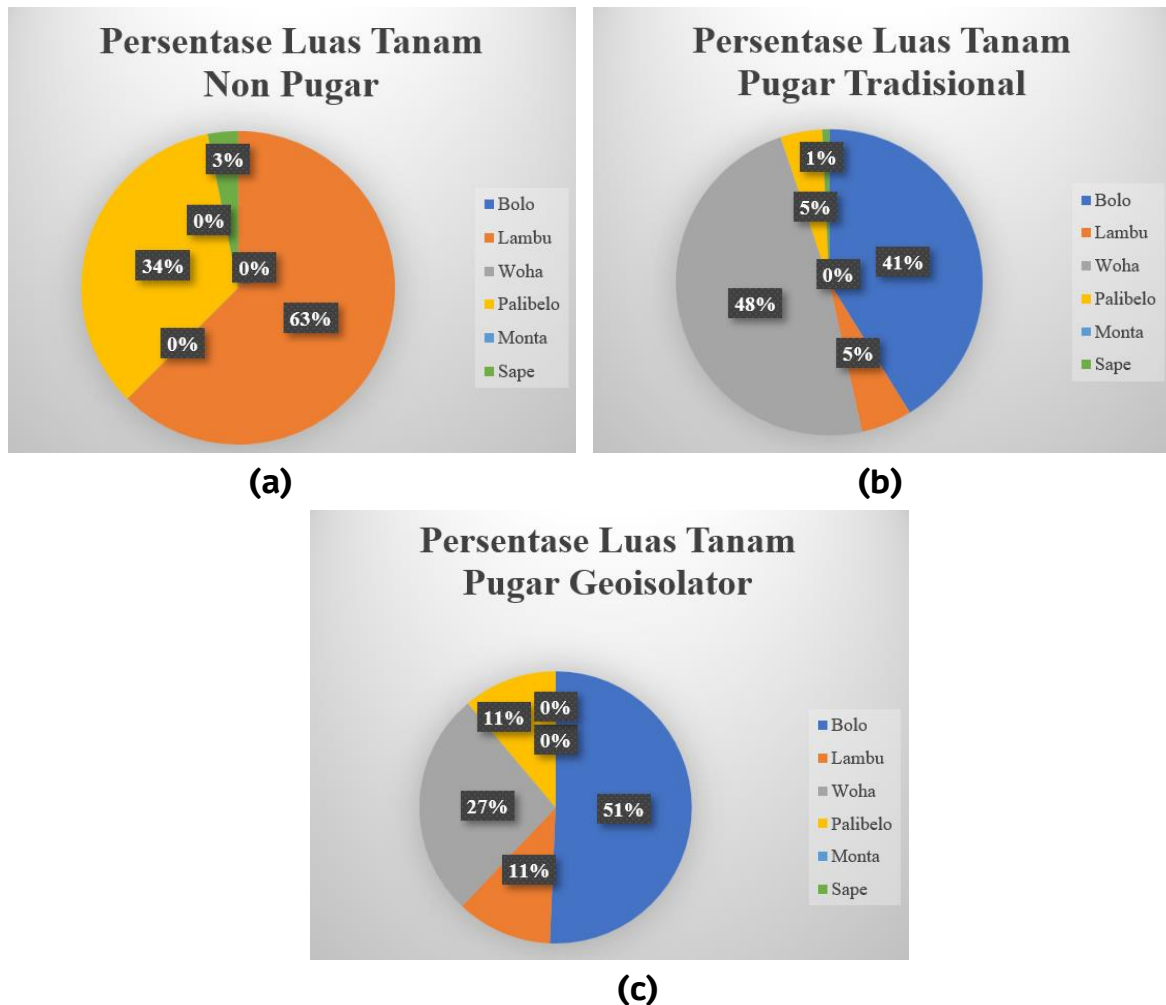 Persentase Luas Tanam
Non Pugar
3%
0%
34%
0%
63%
0%
Bolo
Lambu
Woha
Palibelo
Monta
Sape
(a)
Persentase Luas Tanam
Pugar Tradisional
1%
5%
41%
0%
48%
5%
Bolo
Lambu
Woha
Palibelo
Monta
Sape
(b)
Persentase Luas Tanam
Pugar Geoisolator
0%
11%
0%
27%
51%
11%
Bolo
Lambu
Woha
Palibelo
Monta
Sape
(c)